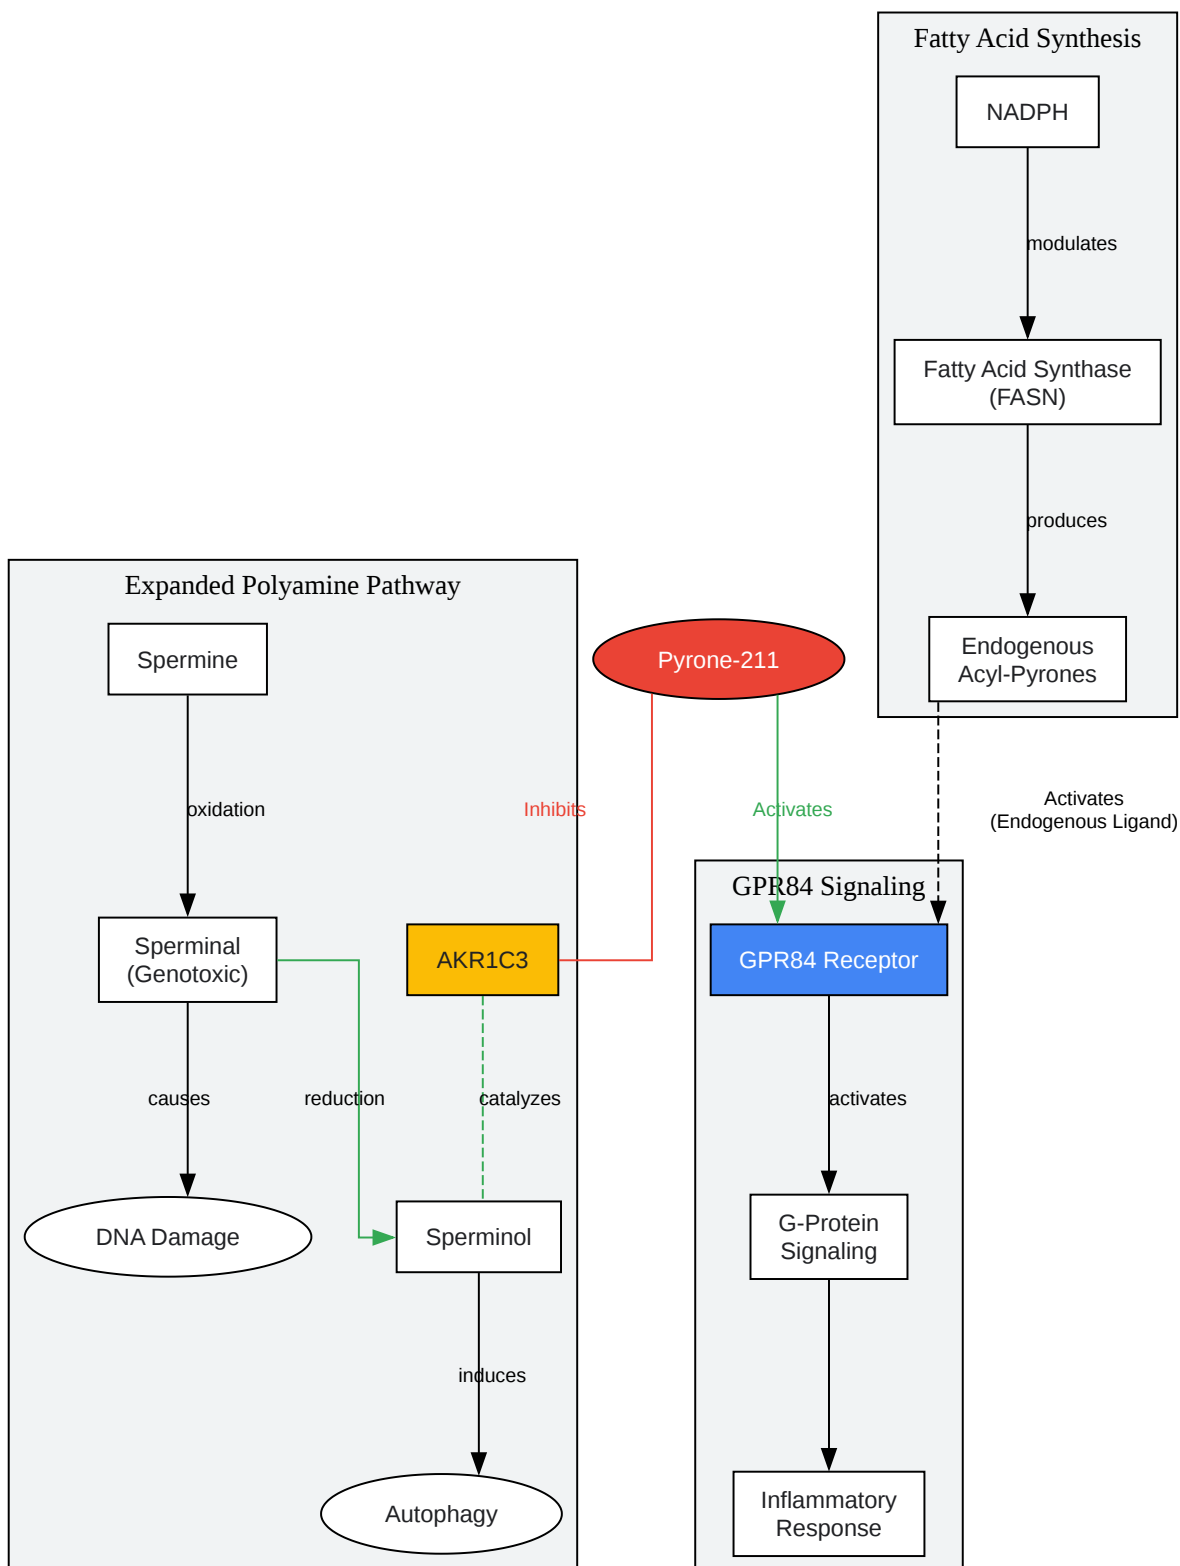 Fatty Acid Synthesis
NADPH
modulates
Fatty Acid Synthase
(FASN)
produces
Endogenous
Acyl-Pyrones
Activates
(Endogenous Ligand)
Expanded Polyamine Pathway
Spermine
oxidation
Sperminal
(Genotoxic)
causes
DNA Damage
reduction
AKR1C3
catalyzes
Sperminol
induces
Autophagy
Pyrone-211
Inhibits
Activates
GPR84 Signaling
GPR84 Receptor
activates
G-Protein
Signaling
Inflammatory
Response